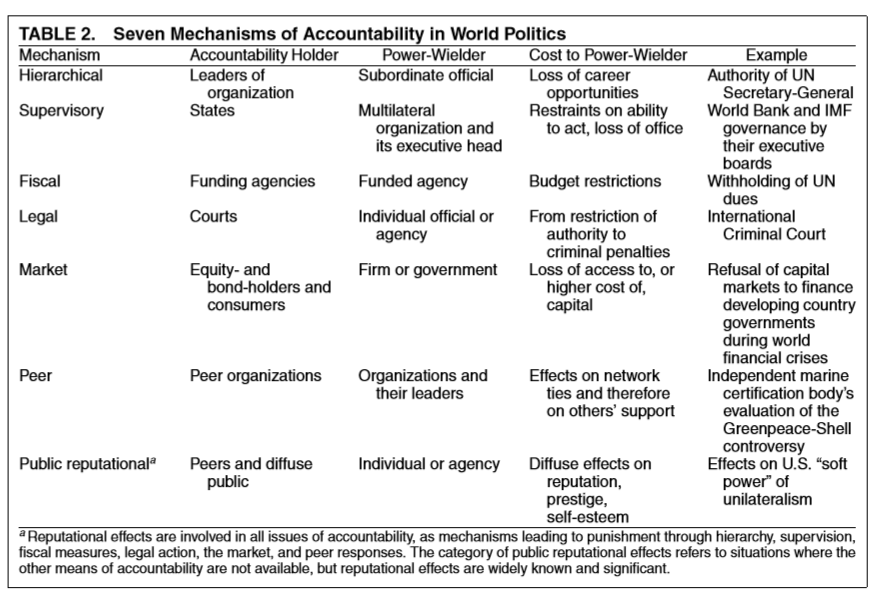 TABLE 2. Seven Mechanisms of Accountability in World Politics
Mechanism Accountability Holder Power-Wielder Cost to Power-Wielder Example
Hierarchical Leaders of Subordinate official Loss of career Authority of UN
organization opportunities Secretary-General
Supervisory States Multilateral Restraints on ability World Bank and IMF
organization and to act, loss of office governance by
its executive head their executive
boards
Fiscal Funding agencies Funded agency Budget restrictions Withholding of UN
dues
Legal Courts Individual official or From restriction of International
agency authority to Criminal Court
criminal penalties
Market Equity- and Firm or government Loss of access to, or Refusal of capital
bond-holders and higher cost of, markets to finance
consumers capital developing country
governments
during world
financial crises
Peer Peer organizations Organizations and Effects on network Independent marine
their leaders ties and therefore certification body’s
on others’ support evaluation of the
Greenpeace-Shell
controversy
Public reputationalᵃ Peers and diffuse Individual or agency Diffuse effects on Effects on U.S. “soft
public reputation, power” of
prestige, unilateralism
self-esteem
ᵃ Reputational effects are involved in all issues of accountability, as mechanisms leading to punishment through hierarchy, supervision,
fiscal measures, legal action, the market, and peer responses. The category of public reputational effects refers to situations where the
other means of accountability are not available, but reputational effects are widely known and significant.